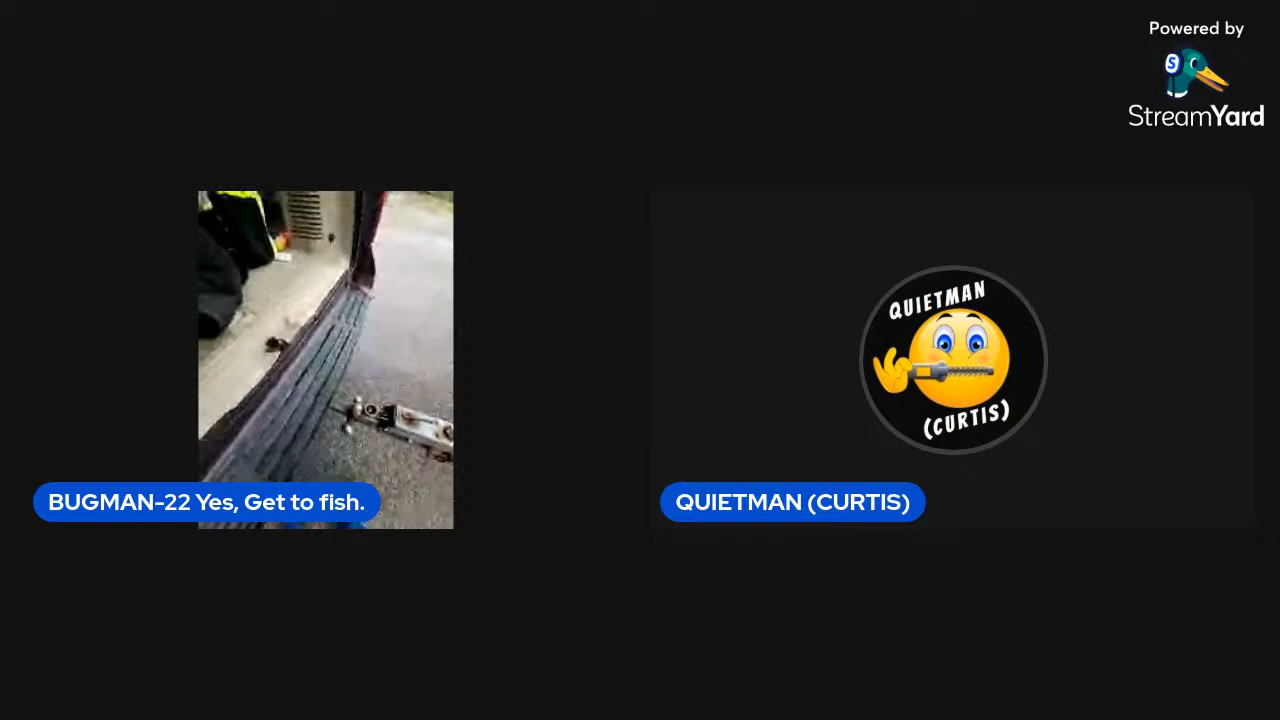 Powered by
S
StreamYard
QUIETMAN
(CURTIS)
BUGMAN-22 Yes, Get to fish.
QUIETMAN (CURTIS)